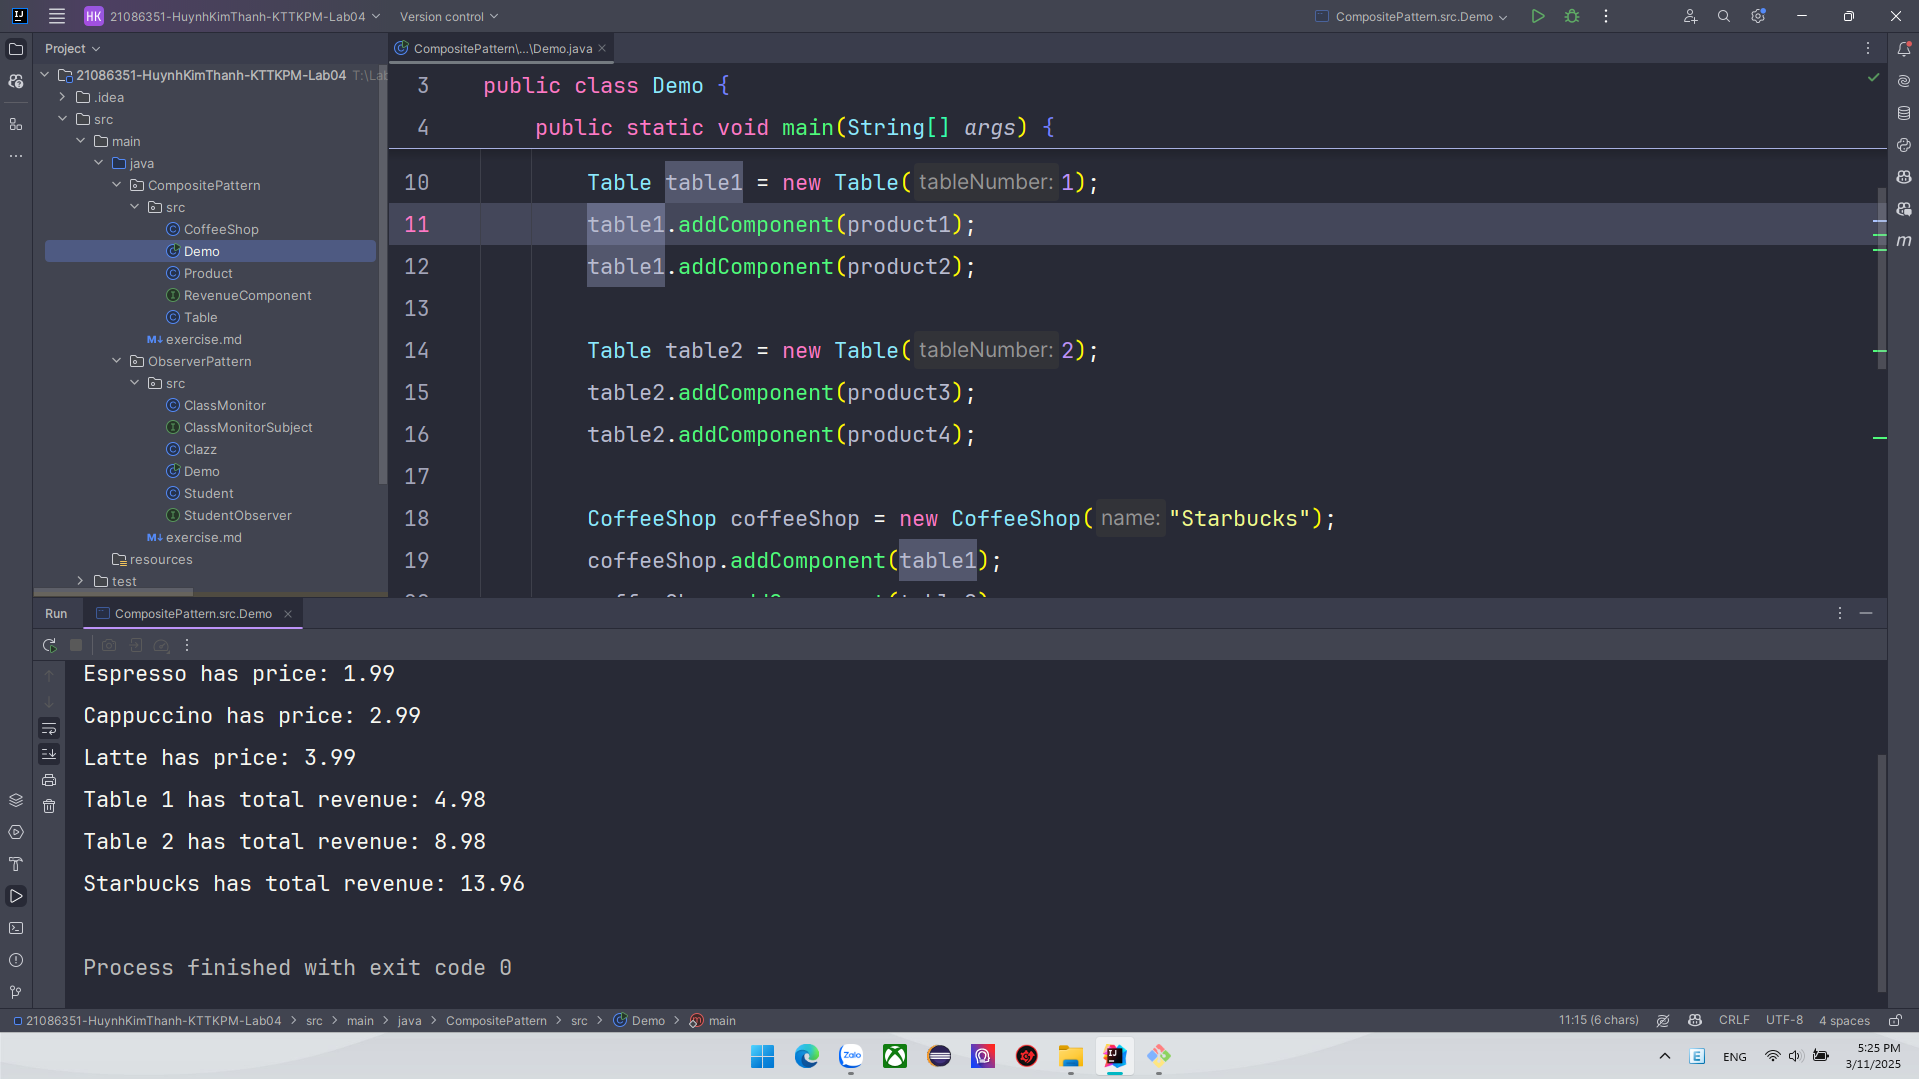 HK 21086351-HuynhKimThanh-KTTKPM-Lab04 Version control CompositePattern.src.Demo
Project
CompositePattern\...\Demo.java
21086351-HuynhKimThanh-KTTKPM-Lab04 T:\Lab
.idea
src
main
java
CompositePattern
src
CoffeeShop
Demo
Product
RevenueComponent
Table
exercise.md
ObserverPattern
src
ClassMonitor
ClassMonitorSubject
Clazz
Demo
Student
StudentObserver
exercise.md
resources
test
3 public class Demo {
4 public static void main(String[] args) {
10 Table table1 = new Table( tableNumber: 1);
11 table1.addComponent(product1);
12 table1.addComponent(product2);
13
14 Table table2 = new Table( tableNumber: 2);
15 table2.addComponent(product3);
16 table2.addComponent(product4);
17
18 CoffeeShop coffeeShop = new CoffeeShop( name: "Starbucks");
19 coffeeShop.addComponent(table1);
Run CompositePattern.src.Demo
Espresso has price: 1.99
Cappuccino has price: 2.99
Latte has price: 3.99
Table 1 has total revenue: 4.98
Table 2 has total revenue: 8.98
Starbucks has total revenue: 13.96
Process finished with exit code 0
21086351-HuynhKimThanh-KTTKPM-Lab04 > src > main > java > CompositePattern > src > Demo > main 11:15 (6 chars) CRLF UTF-8 4 spaces
Zalo
ENG
5:25 PM
3/11/2025